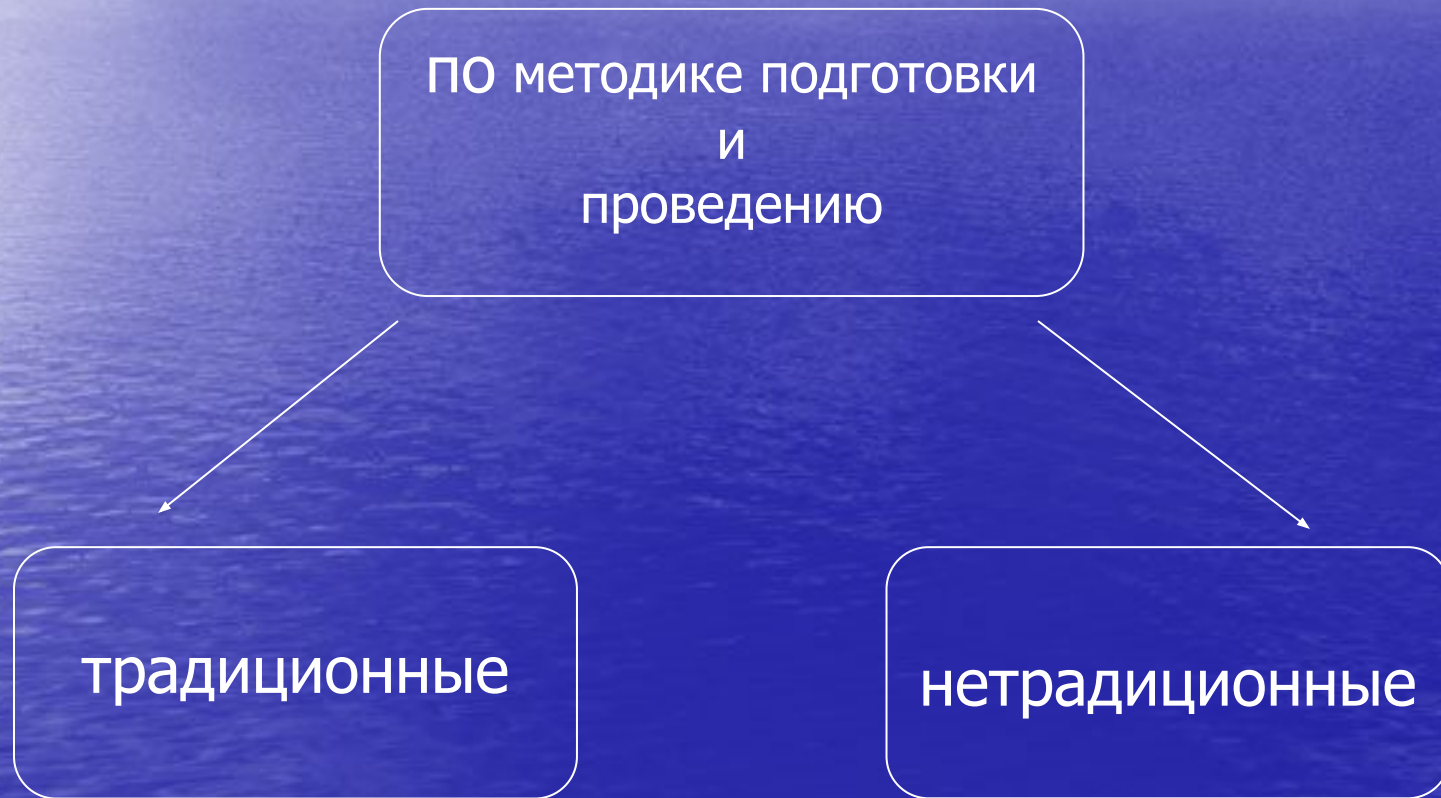 по методике подготовки
и
проведению
традиционные
нетрадиционные